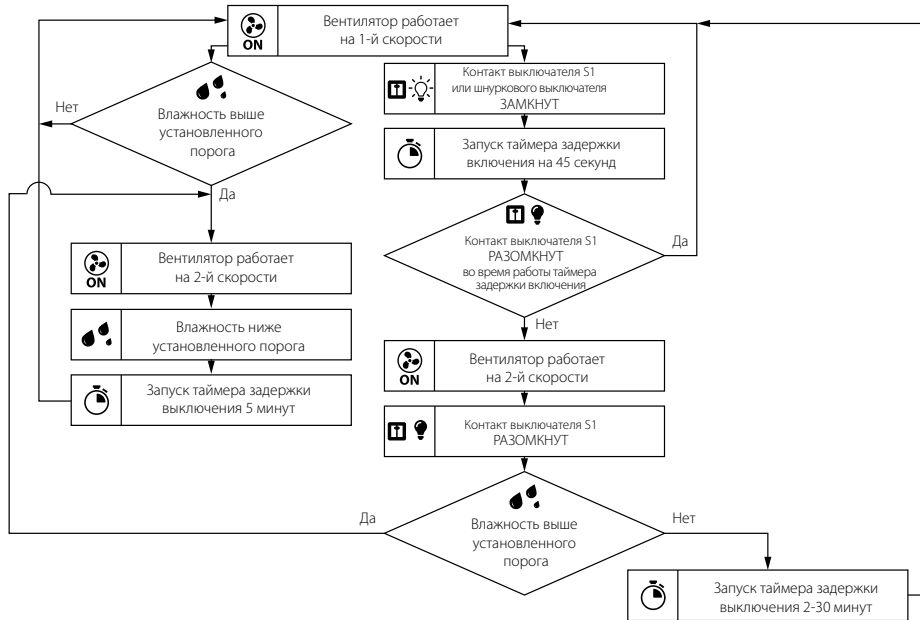 ON
Вентилятор работает
на 1-й скорости
Нет
Влажность выше
установленного
порога
Да
ON
Вентилятор работает
на 2-й скорости
Влажность ниже
установленного порога
Запуск таймера задержки
выключения 5 минут
Контакт выключателя S1
или шнуркового выключателя
ЗАМКНУТ
Запуск таймера задержки
включения на 45 секунд
Контакт выключателя S1
РАЗОМКНУТ
во время работы таймера
задержки включения
Да
Нет
ON
Вентилятор работает
на 2-й скорости
Контакт выключателя S1
РАЗОМКНУТ
Да
Влажность выше
установленного
порога
Нет
Запуск таймера задержки
выключения 2-30 минут